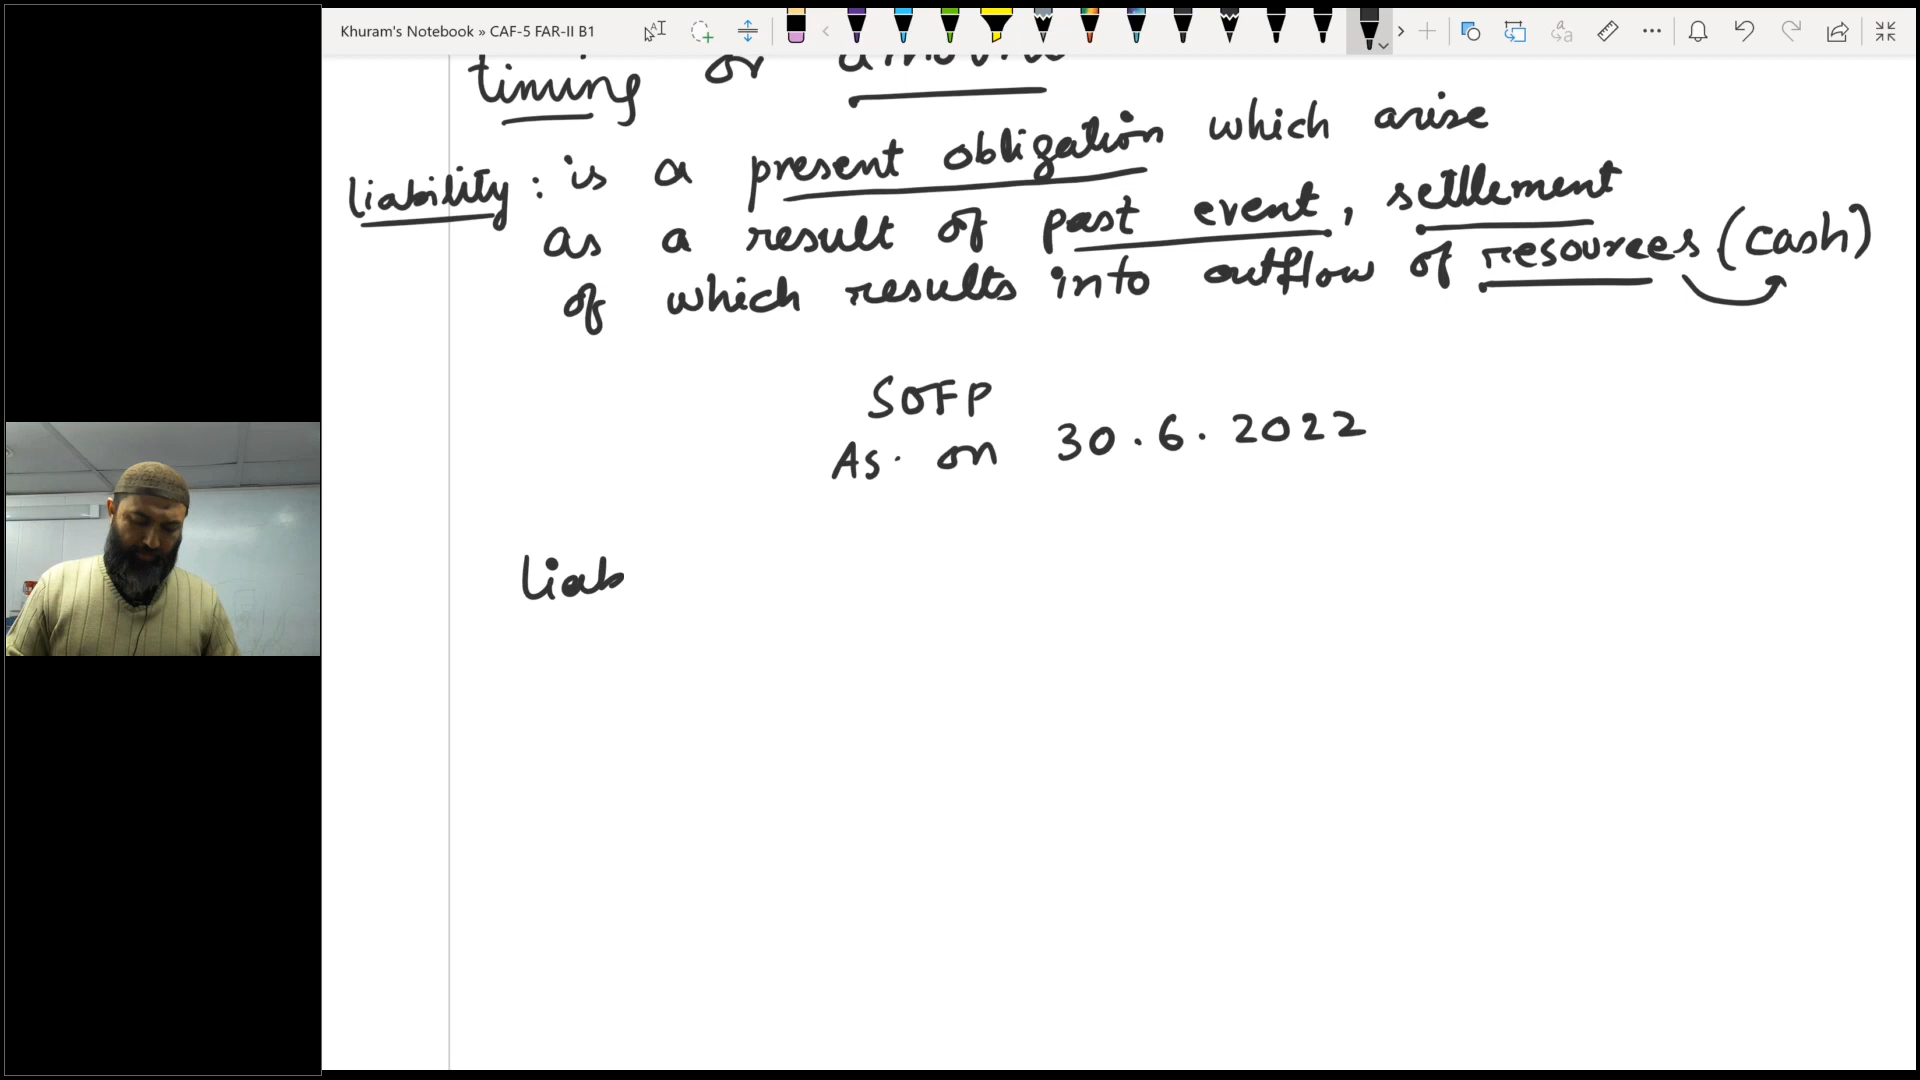 Khuram's Notebook » CAF-5 FAR-II B1
timing or amount
liability : is a present obligation which arise
as a result of past event, settlement
of which results into outflow of resources (cash)
SOFP
As. on 30.6.2022
Liab